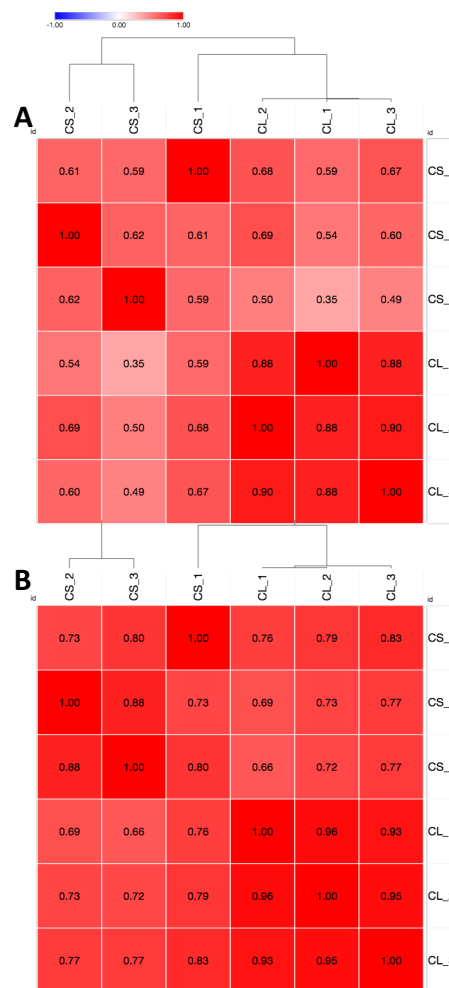 -1.00 0.00 1.00
A
id CS_2 CS_3 CS_1 CL_2 CL_1 CL_3 id
0.61 0.59 1.00 0.68 0.59 0.67 CS_
1.00 0.62 0.61 0.69 0.54 0.60 CS_
0.62 1.00 0.59 0.50 0.35 0.49 CS_
0.54 0.35 0.59 0.88 1.00 0.88 CL_
0.69 0.50 0.68 1.00 0.88 0.90 CL_
0.60 0.49 0.67 0.90 0.88 1.00 CL_
B
id CS_2 CS_3 CS_1 CL_1 CL_2 CL_3 id
0.73 0.80 1.00 0.76 0.79 0.83 CS_
1.00 0.88 0.73 0.69 0.73 0.77 CS_
0.88 1.00 0.80 0.66 0.72 0.77 CS_
0.69 0.66 0.76 1.00 0.96 0.93 CL_
0.73 0.72 0.79 0.96 1.00 0.95 CL_
0.77 0.77 0.83 0.93 0.95 1.00 CL_